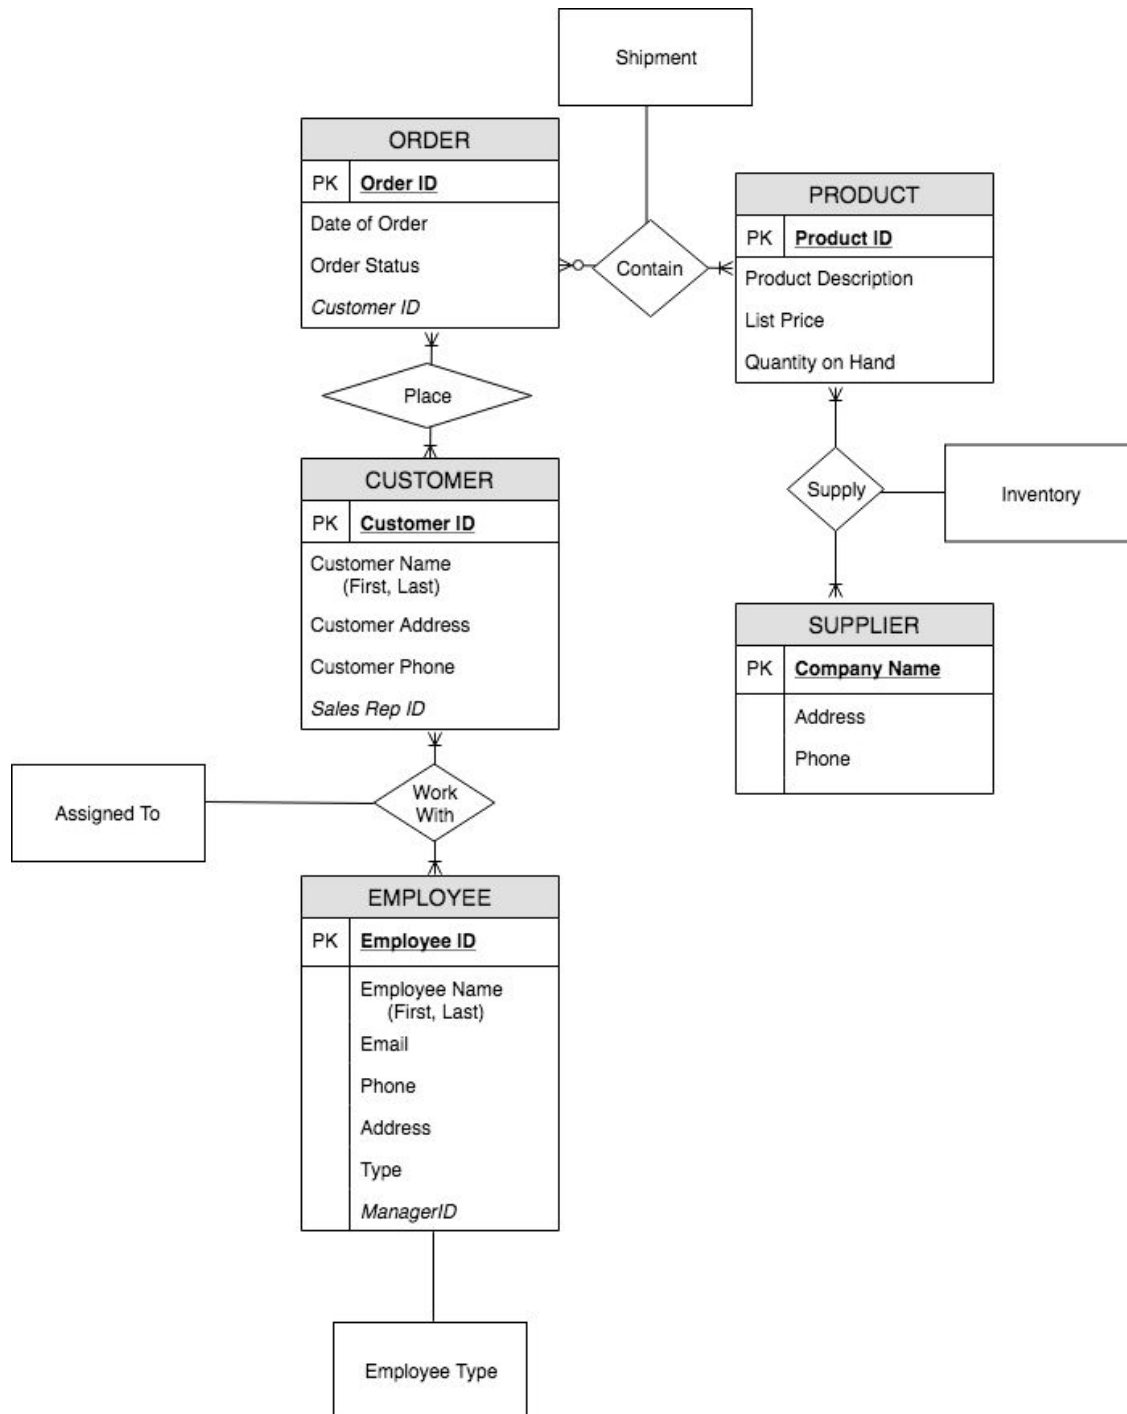 Shipment
ORDER
PK Order ID
Date of Order
Order Status
Customer ID
Contain
PRODUCT
PK Product ID
Product Description
List Price
Quantity on Hand
Place
CUSTOMER
PK Customer ID
Customer Name
(First, Last)
Customer Address
Customer Phone
Sales Rep ID
Supply
Inventory
SUPPLIER
PK Company Name
Address
Phone
Assigned To
Work
With
EMPLOYEE
PK Employee ID
Employee Name
(First, Last)
Email
Phone
Address
Type
ManagerID
Employee Type